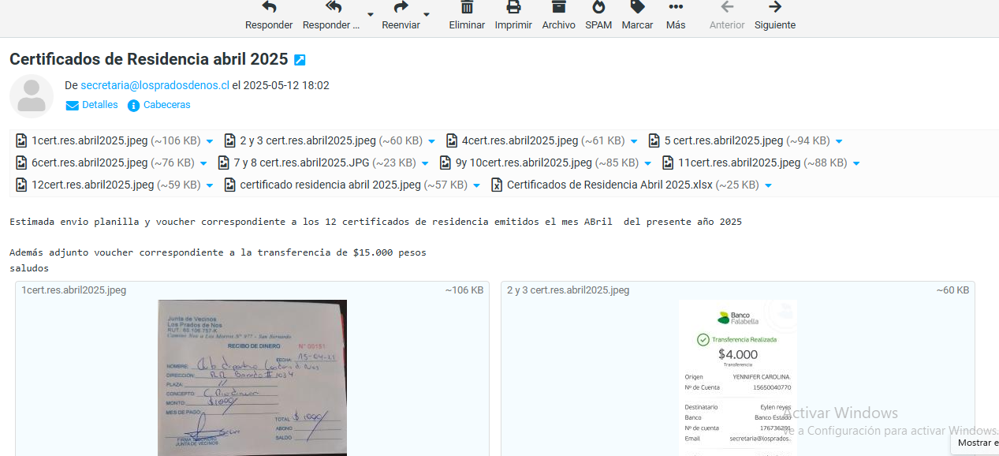 Responder Responder ... Reenviar Eliminar Imprimir Archivo SPAM Marcar Más Anterior Siguiente
Certificados de Residencia abril 2025
De secretaria@lospradosdenos.cl el 2025-05-12 18:02
Detalles Cabeceras
1cert.res.abril2025.jpeg (~106 KB) 2 y 3 cert.res.abril2025.jpeg (~60 KB) 4cert.res.abril2025.jpeg (~61 KB) 5 cert.res.abril2025.jpeg (~94 KB)
6cert.res.abril2025.jpeg (~76 KB) 7 y 8 cert.res.abril2025.JPG (~23 KB) 9y 10cert.res.abril2025.jpeg (~85 KB) 11cert.res.abril2025.jpeg (~88 KB)
12cert.res.abril2025.jpeg (~59 KB) certificado residencia abril 2025.jpeg (~57 KB) Certificados de Residencia Abril 2025.xlsx (~25 KB)
Estimada envio planilla y voucher correspondiente a los 12 certificados de residencia emitidos el mes ABril del presente año 2025
Además adjunto voucher correspondiente a la transferencia de $15.000 pesos
saludos
1cert.res.abril2025.jpeg ~106 KB
Junta de Vecinos
Los Prados de Nos
RUT.: 65.106.757-K
Camino Nos a Los Morros Nº 977 - San Bernardo
RECIBO DE DINERO Nº 00151
FECHA:
NOMBRE: Club deportivo
DIRECCIÓN: # 1034
PLAZA: //
CONCEPTO:
MONTO: $1000
MES DE PAGO:
TOTAL $ 1000
ABONO
SALDO
FIRMA
JUNTA DE VECINOS
2 y 3 cert.res.abril2025.jpeg ~60 KB
Banco
Falabella
Transferencia Realizada
$4.000
Transferencia
Origen YENNIFER CAROLINA.
Nº de Cuenta 15650040770
Destinatario Eylen reyes
Banco Banco Estado
Nº de cuenta 176736291
Email secretaria@losprados.
Activar Windows
Ve a Configuración para activar Windows.
Mostrar e